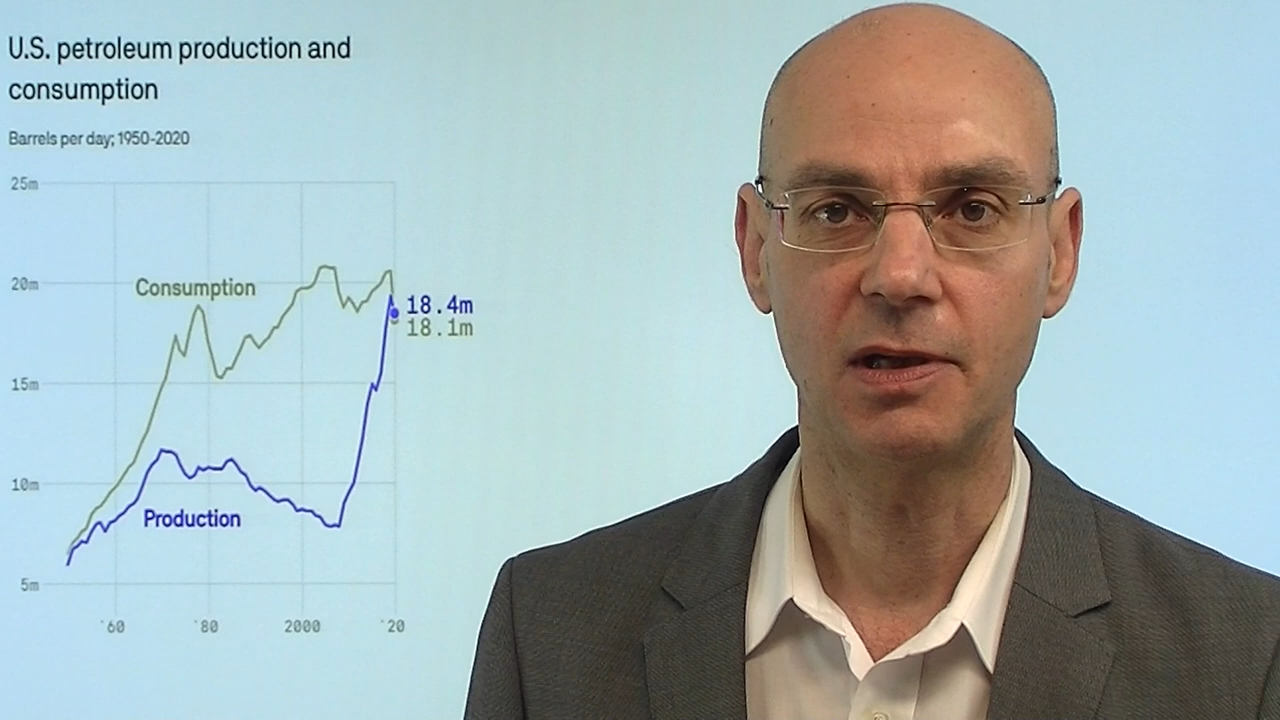 U.S. petroleum production and
consumption
Barrels per day; 1950-2020
25m
20m
Consumption
18.4m
18.1m
15m
10m
Production
5m
'60 '80 2000 '20